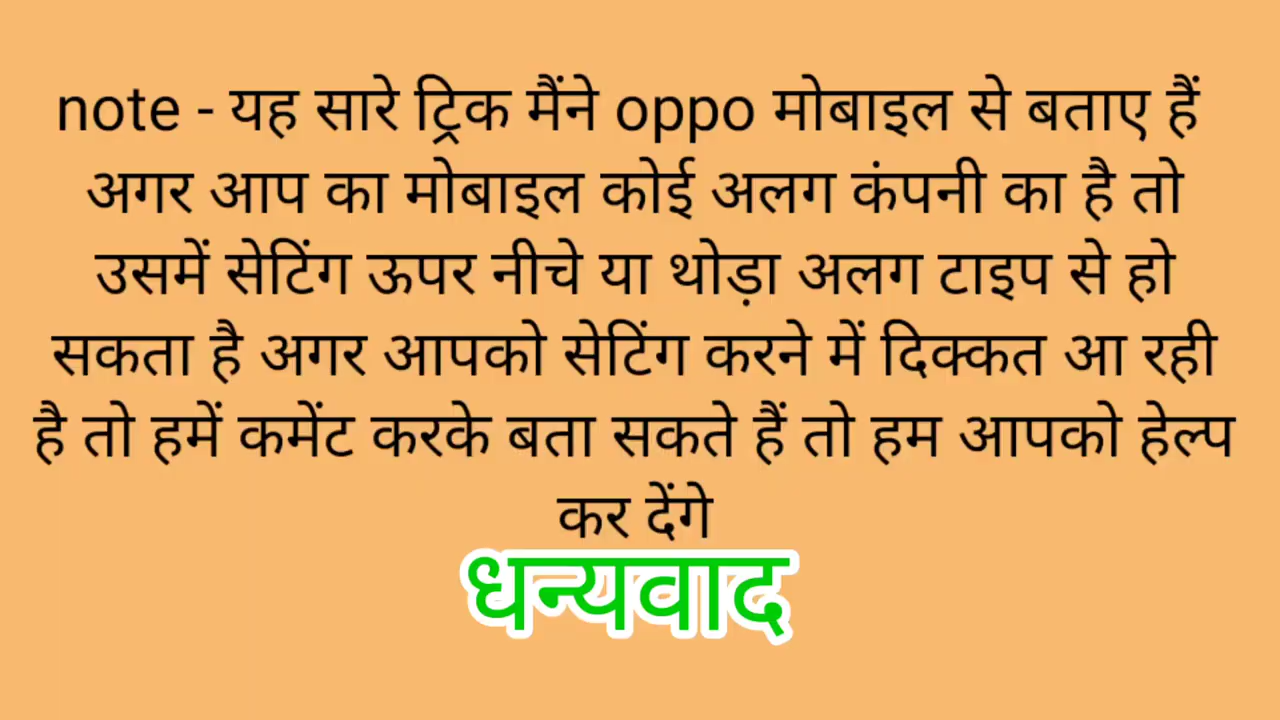 note - यह सारे ट्रिक मैंने oppo मोबाइल से बताए हैं
अगर आप का मोबाइल कोई अलग कंपनी का है तो
उसमें सेटिंग ऊपर नीचे या थोड़ा अलग टाइप से हो
सकता है अगर आपको सेटिंग करने में दिक्कत आ रही
है तो हमें कमेंट करके बता सकते हैं तो हम आपको हेल्प
कर देंगे
धन्यवाद